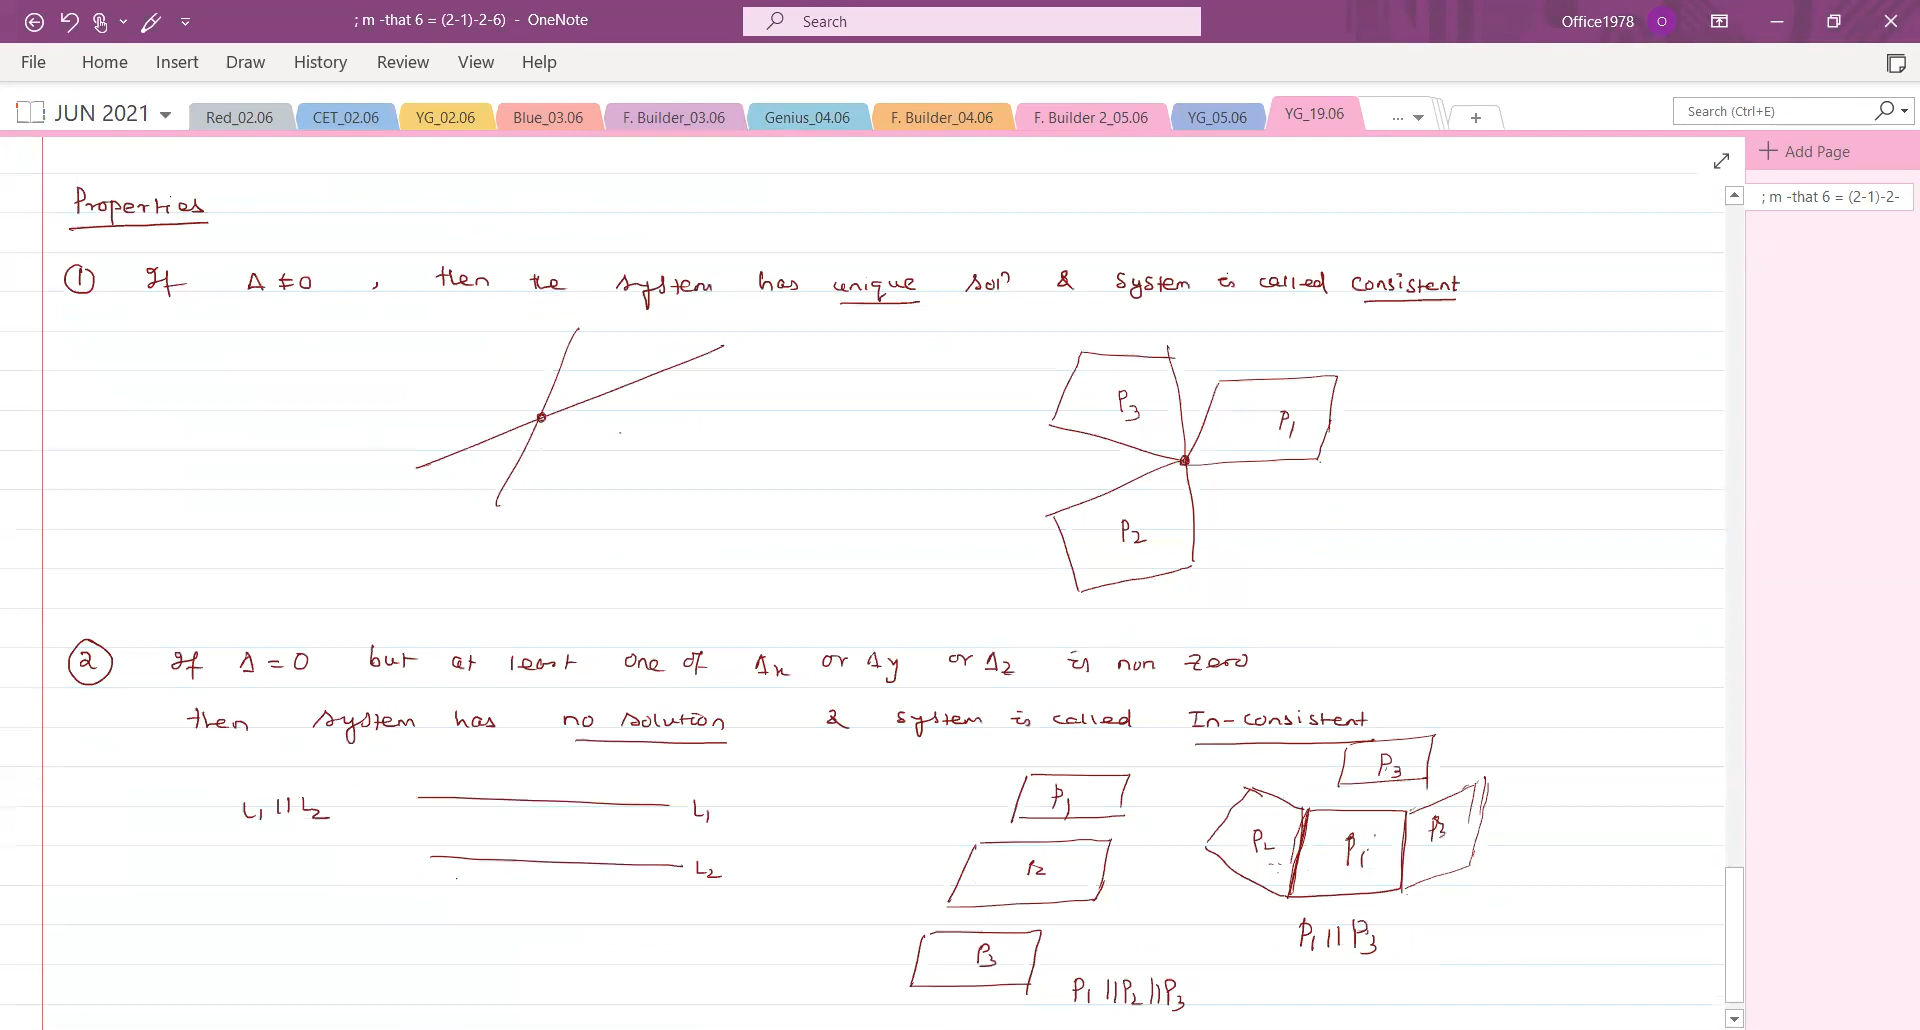 ; m -that 6 = (2-1)-2-6) - OneNote
Search
Office1978
O
File Home Insert Draw History Review View Help
JUN 2021
Red_02.06 CET_02.06 YG_02.06 Blue_03.06 F. Builder_03.06 Genius_04.06 F. Builder_04.06 F. Builder 2_05.06 YG_05.06 YG_19.06 ... +
Search (Ctrl+E)
+ Add Page
; m -that 6 = (2-1)-2-
Properties
① If Δ ≠ 0 , then the system has unique solⁿ & system is called consistent
P3
P1
P2
② If Δ = 0 but at least one of Δx or Δy or Δz is non zero
then system has no solution & system is called In-consistent
P3
L1 || L2
L1
P1
P2 P1 P3
L2
P2
P1 || P3
P3
P1 || P2 || P3